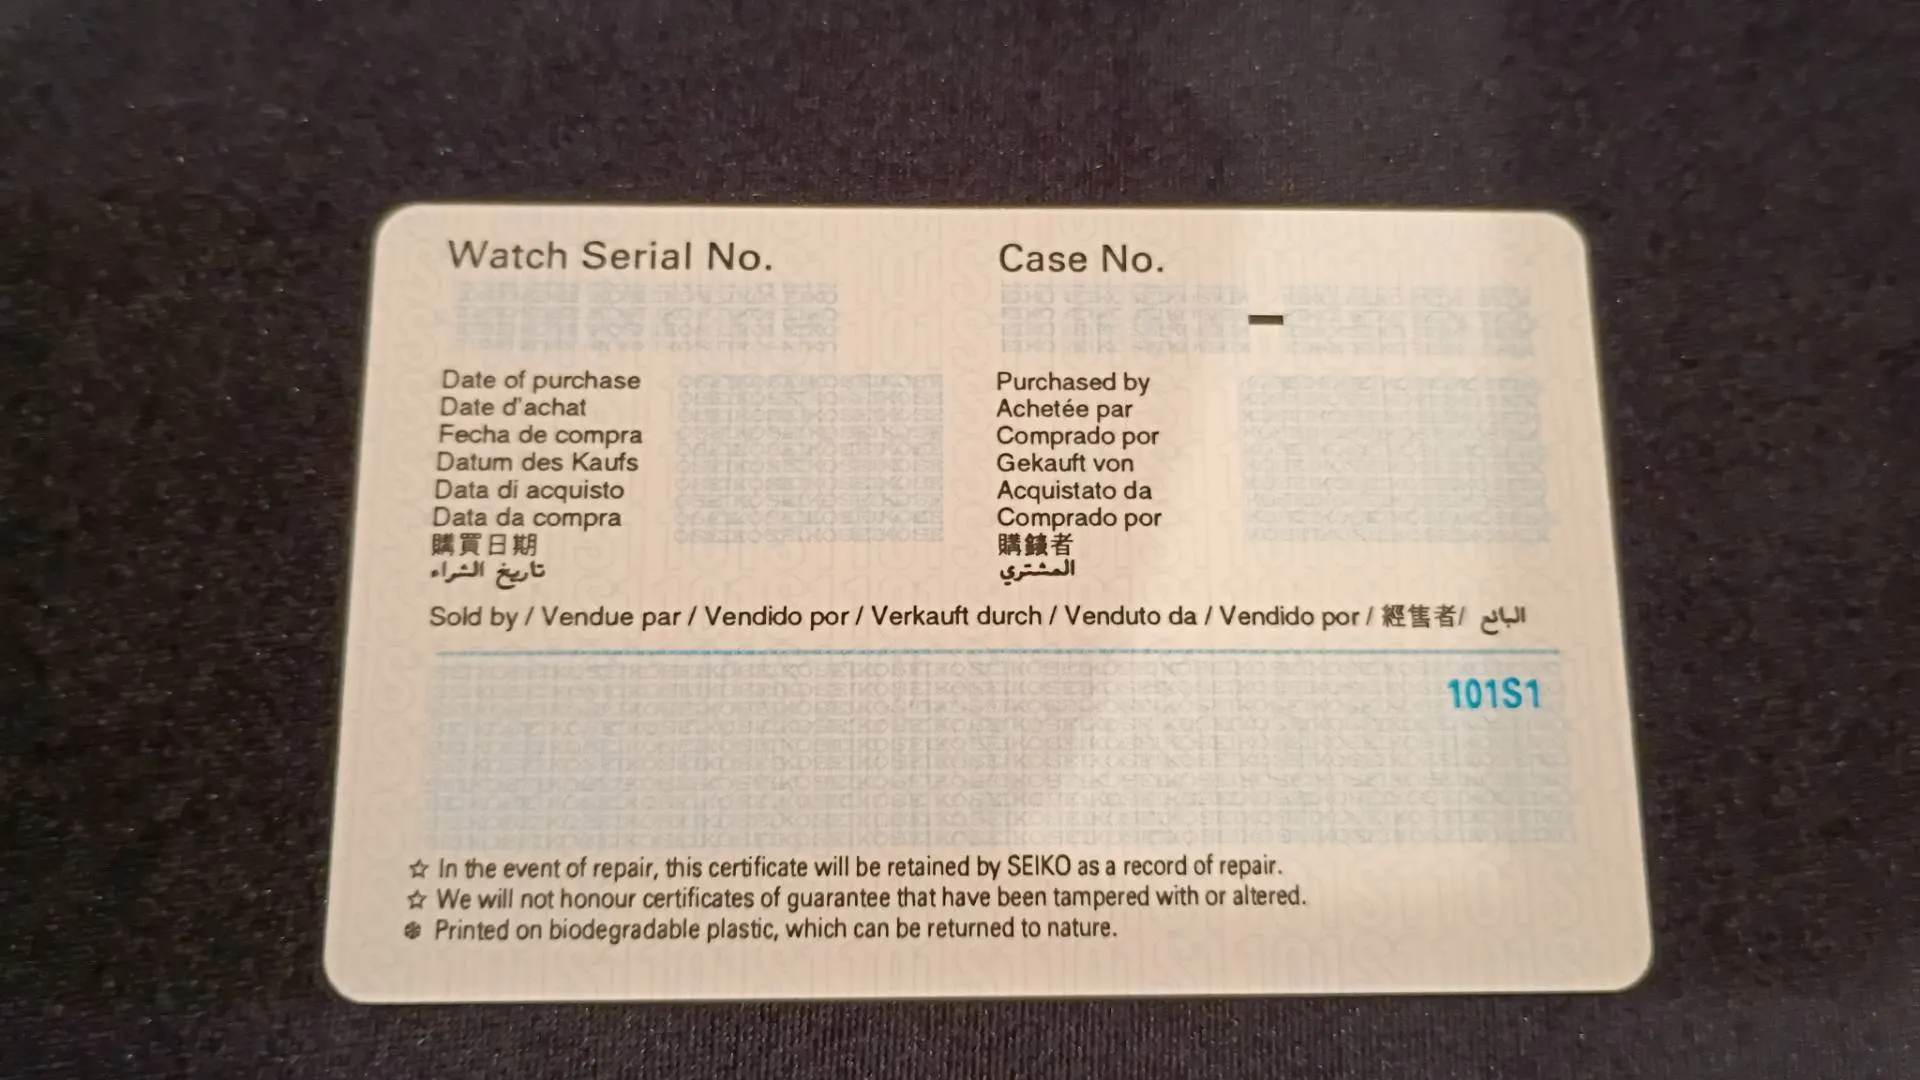 Watch Serial No.
Case No.
-
Date of purchase
Date d'achat
Fecha de compra
Datum des Kaufs
Data di acquisto
Data da compra
購買日期
تاريخ الشراء
Purchased by
Achetée par
Comprado por
Gekauft von
Acquistato da
Comprado por
المشتري
Sold by / Vendue par / Vendido por / Verkauft durch / Venduto da / Vendido por / 經售者/ البائع
101S1
☆ In the event of repair, this certificate will be retained by SEIKO as a record of repair.
☆ We will not honour certificates of guarantee that have been tampered with or altered.
❁ Printed on biodegradable plastic, which can be returned to nature.